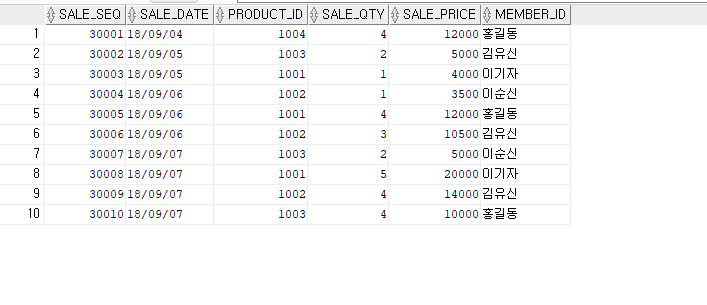 SALE_SEQ SALE_DATE PRODUCT_ID SALE_QTY SALE_PRICE MEMBER_ID
1 30001 18/09/04 1004 4 12000 홍길동
2 30002 18/09/05 1003 2 5000 김유신
3 30003 18/09/05 1001 1 4000 이기자
4 30004 18/09/06 1002 1 3500 이순신
5 30005 18/09/06 1001 4 12000 홍길동
6 30006 18/09/06 1002 3 10500 김유신
7 30007 18/09/07 1003 2 5000 이순신
8 30008 18/09/07 1001 5 20000 이기자
9 30009 18/09/07 1002 4 14000 김유신
10 30010 18/09/07 1003 4 10000 홍길동